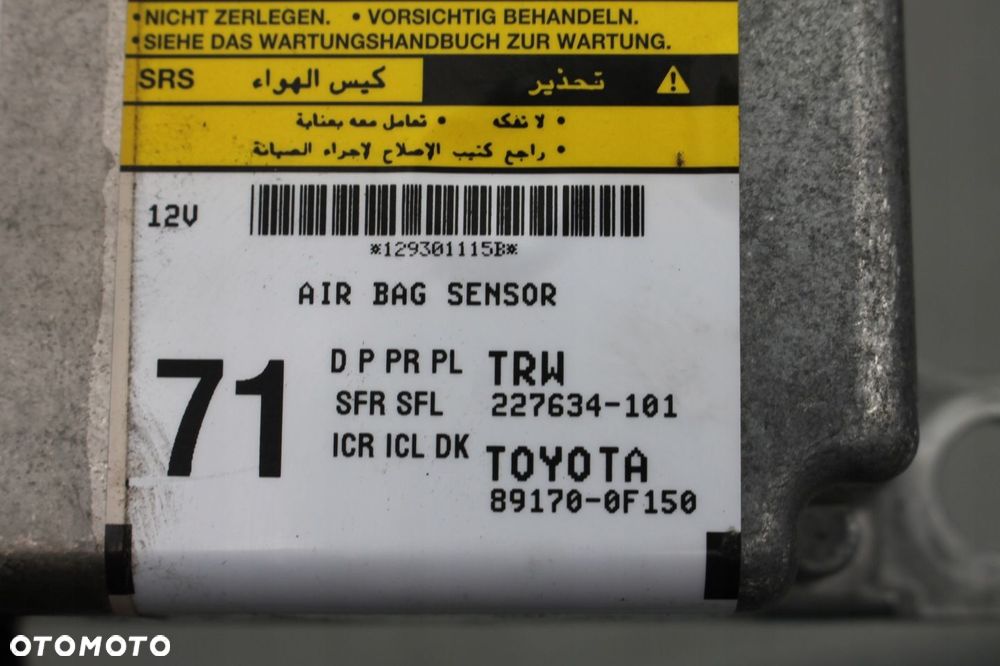 • NICHT ZERLEGEN. • VORSICHTIG BEHANDELN.
• SIEHE DAS WARTUNGSHANDBUCH ZUR WARTUNG.
SRS كيس الهواء تحذير
• لا تفكه • تعامل معه بعناية
• راجع كتيب الإصلاح لإجراء الصيانة
12V
*129301115B*
AIR BAG SENSOR
71
D P PR PL TRW
SFR SFL 227634-101
ICR ICL DK TOYOTA
89170-0F150
OTOMOTO